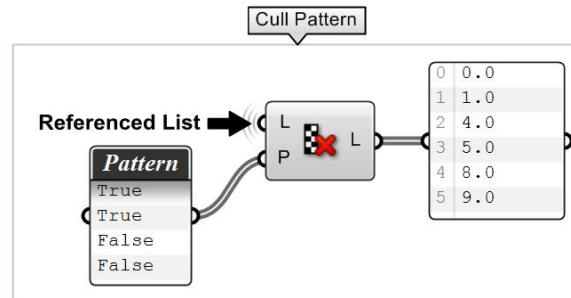 Cull Pattern
Referenced List
L
P
L
Pattern
True
True
False
False
0 0.0
1 1.0
2 4.0
3 5.0
4 8.0
5 9.0